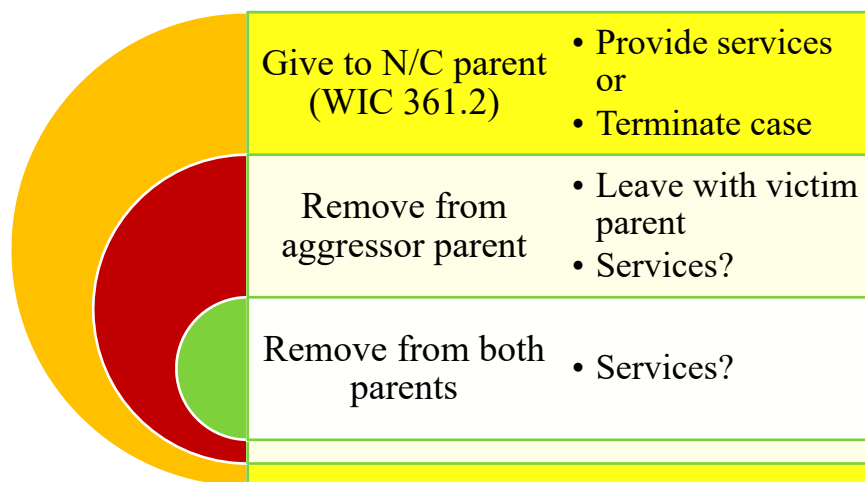 Give to N/C parent
(WIC 361.2)
• Provide services
or
• Terminate case
Remove from
aggressor parent
• Leave with victim
parent
• Services?
Remove from both
parents
• Services?